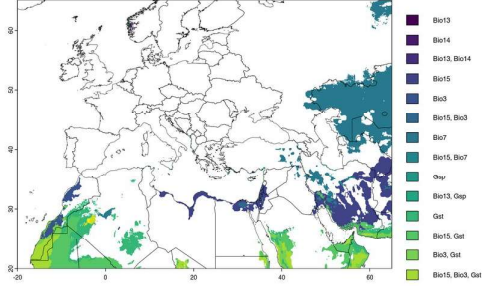 60
50
40
30
20
-20
0
20
40
60
Bio13
Bio14
Bio13, Bio14
Bio15
Bio3
Bio15, Bio3
Bio7
Bio15, Bio7
Gsp
Bio13, Gsp
Gst
Bio15, Gst
Bio3, Gst
Bio15, Bio3, Gst